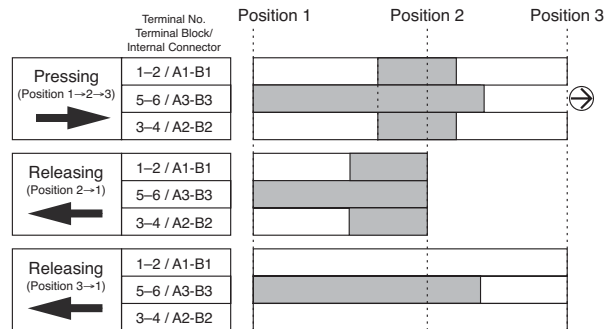 Terminal No.
Terminal Block/
Internal Connector
Position 1
Position 2
Position 3
Pressing
(Position 1→2→3)
1–2 / A1-B1
5–6 / A3-B3
3–4 / A2-B2
Releasing
(Position 2→1)
1–2 / A1-B1
5–6 / A3-B3
3–4 / A2-B2
Releasing
(Position 3→1)
1–2 / A1-B1
5–6 / A3-B3
3–4 / A2-B2